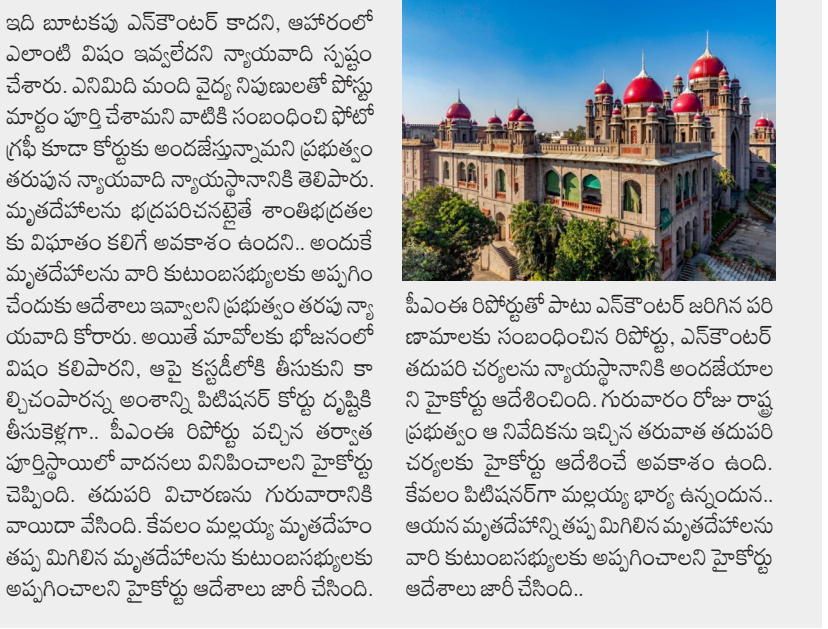 ఇది బూటకపు ఎన్‌కౌంటర్ కాదని, ఆహారంలో
ఎలాంటి విషం ఇవ్వలేదని న్యాయవాది స్పష్టం
చేశారు. ఎనిమిది మంది వైద్య నిపుణులతో పోస్టు
మార్టం పూర్తి చేశామని వాటికి సంబంధించి ఫోటో
గ్రఫీ కూడా కోర్టుకు అందజేస్తున్నామని ప్రభుత్వం
తరుపున న్యాయవాది న్యాయస్థానానికి తెలిపారు.
మృతదేహాలను భద్రపరిచనట్లైతే శాంతిభద్రతల
కు విఘాతం కలిగే అవకాశం ఉందని.. అందుకే
మృతదేహాలను వారి కుటుంబసభ్యులకు అప్పగిం
చేందుకు ఆదేశాలు ఇవ్వాలని ప్రభుత్వం తరపు న్యా
యవాది కోరారు. అయితే మావోలకు భోజనంలో
విషం కలిపారని, ఆపై కస్టడీలోకి తీసుకుని కా
ల్చిచంపారన్న అంశాన్ని పిటిషనర్ కోర్టు దృష్టికి
తీసుకెళ్లగా.. పీఎంఈ రిపోర్టు వచ్చిన తర్వాత
పూర్తిస్థాయిలో వాదనలు వినిపించాలని హైకోర్టు
చెప్పింది. తదుపరి విచారణను గురువారానికి
వాయిదా వేసింది. కేవలం మల్లయ్య మృతదేహం
తప్ప మిగిలిన మృతదేహాలను కుటుంబసభ్యులకు
అప్పగించాలని హైకోర్టు ఆదేశాలు జారీ చేసింది.
పీఎంఈ రిపోర్టుతో పాటు ఎన్‌కౌంటర్ జరిగిన పరి
ణామాలకు సంబంధించిన రిపోర్టు, ఎన్‌కౌంటర్
తదుపరి చర్యలను న్యాయస్థానానికి అందజేయాల
ని హైకోర్టు ఆదేశించింది. గురువారం రోజు రాష్ట్ర
ప్రభుత్వం ఆ నివేదికను ఇచ్చిన తరువాత తదుపరి
చర్యలకు హైకోర్టు ఆదేశించే అవకాశం ఉంది.
కేవలం పిటిషనర్‌గా మల్లయ్య భార్య ఉన్నందున..
ఆయన మృతదేహాన్ని తప్ప మిగిలిన మృతదేహాలను
వారి కుటుంబసభ్యులకు అప్పగించాలని హైకోర్టు
ఆదేశాలు జారీ చేసింది..